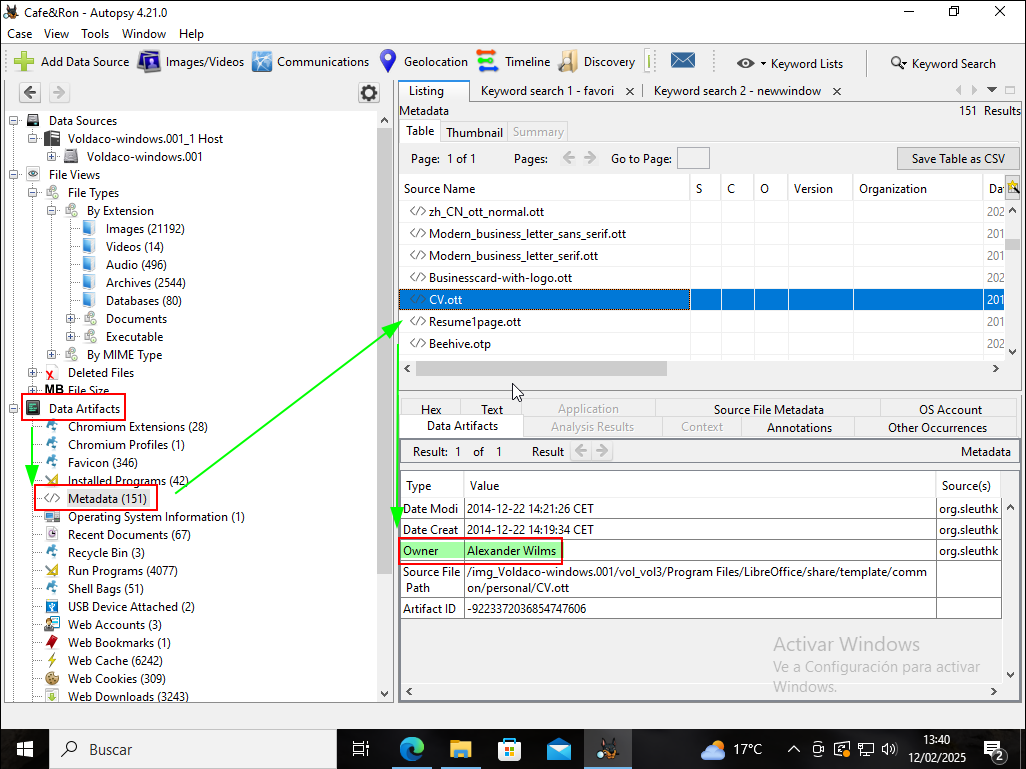 Cafe&Ron - Autopsy 4.21.0
Case View Tools Window Help
Add Data Source Images/Videos Communications Geolocation Timeline Discovery Keyword Lists Keyword Search
Listing Keyword search 1 - favori × Keyword search 2 - newwindow ×
Metadata 151 Results
Table Thumbnail Summary
Page: 1 of 1 Pages: Go to Page: Save Table as CSV
Source Name S C O Version Organization Dat
zh_CN_ott_normal.ott 202
Modern_business_letter_sans_serif.ott 201
Modern_business_letter_serif.ott 201
Businesscard-with-logo.ott 202
CV.ott 201
Resume1page.ott 201
Beehive.otp 202
Data Sources
Voldaco-windows.001_1 Host
Voldaco-windows.001
File Views
File Types
By Extension
Images (21192)
Videos (14)
Audio (496)
Archives (2544)
Databases (80)
Documents
Executable
By MIME Type
Deleted Files
MB File Size
Data Artifacts
Chromium Extensions (28)
Chromium Profiles (1)
Favicon (346)
Installed Programs (42)
Metadata (151)
Operating System Information (1)
Recent Documents (67)
Recycle Bin (3)
Run Programs (4077)
Shell Bags (51)
USB Device Attached (2)
Web Accounts (3)
Web Bookmarks (1)
Web Cache (6242)
Web Cookies (309)
Web Downloads (3243)
Hex Text Application Source File Metadata OS Account
Data Artifacts Analysis Results Context Annotations Other Occurrences
Result: 1 of 1 Result Metadata
Type Value Source(s)
Date Modi 2014-12-22 14:21:26 CET org.sleuthk
Date Creat 2014-12-22 14:19:34 CET org.sleuthk
Owner Alexander Wilms org.sleuthk
Source File /img_Voldaco-windows.001/vol_vol3/Program Files/LibreOffice/share/template/comm
Path on/personal/CV.ott
Artifact ID -9223372036854747606
Activar Windows
Ve a Configuración para activar
Windows.
Buscar 17°C 13:40
12/02/2025 2